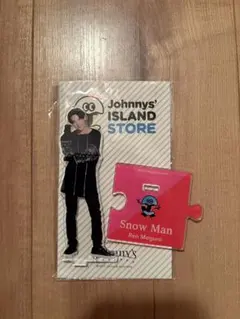 Johnnys'
ISLAND
STORE
Snow Man
Ren Meguro